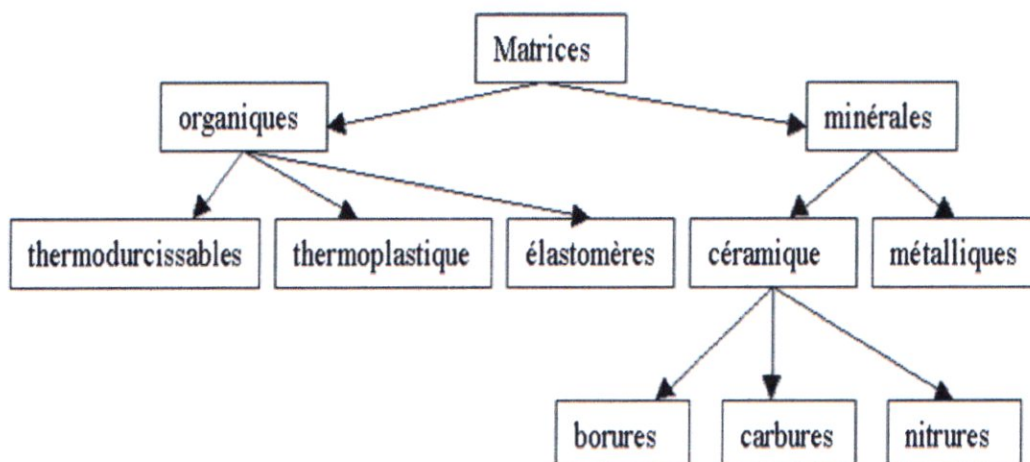 Matrices
organiques
minérales
thermodurcissables
thermoplastique
élastomères
céramique
métalliques
borures
carbures
nitrures